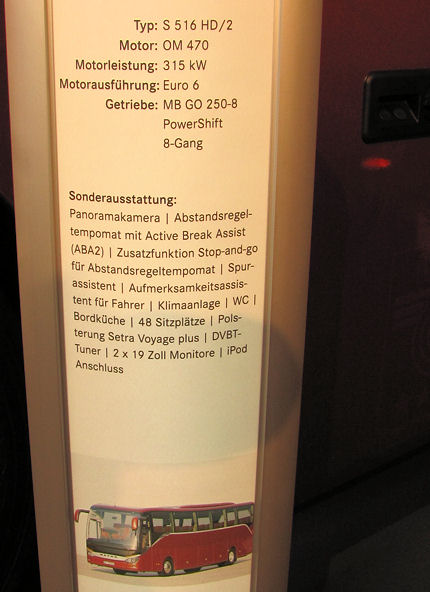 Typ: S 516 HD/2
Motor: OM 470
Motorleistung: 315 kW
Motorausführung: Euro 6
Getriebe: MB GO 250-8
PowerShift
8-Gang
Sonderausstattung:
Panoramakamera | Abstandsregel-
tempomat mit Active Break Assist
(ABA2) | Zusatzfunktion Stop-and-go
für Abstandsregeltempomat | Spur-
assistent | Aufmerksamkeitsassis-
tent für Fahrer | Klimaanlage | WC |
Bordküche | 48 Sitzplätze | Pols-
terung Setra Voyage plus | DVBT-
Tuner | 2 x 19 Zoll Monitore | iPod
Anschluss